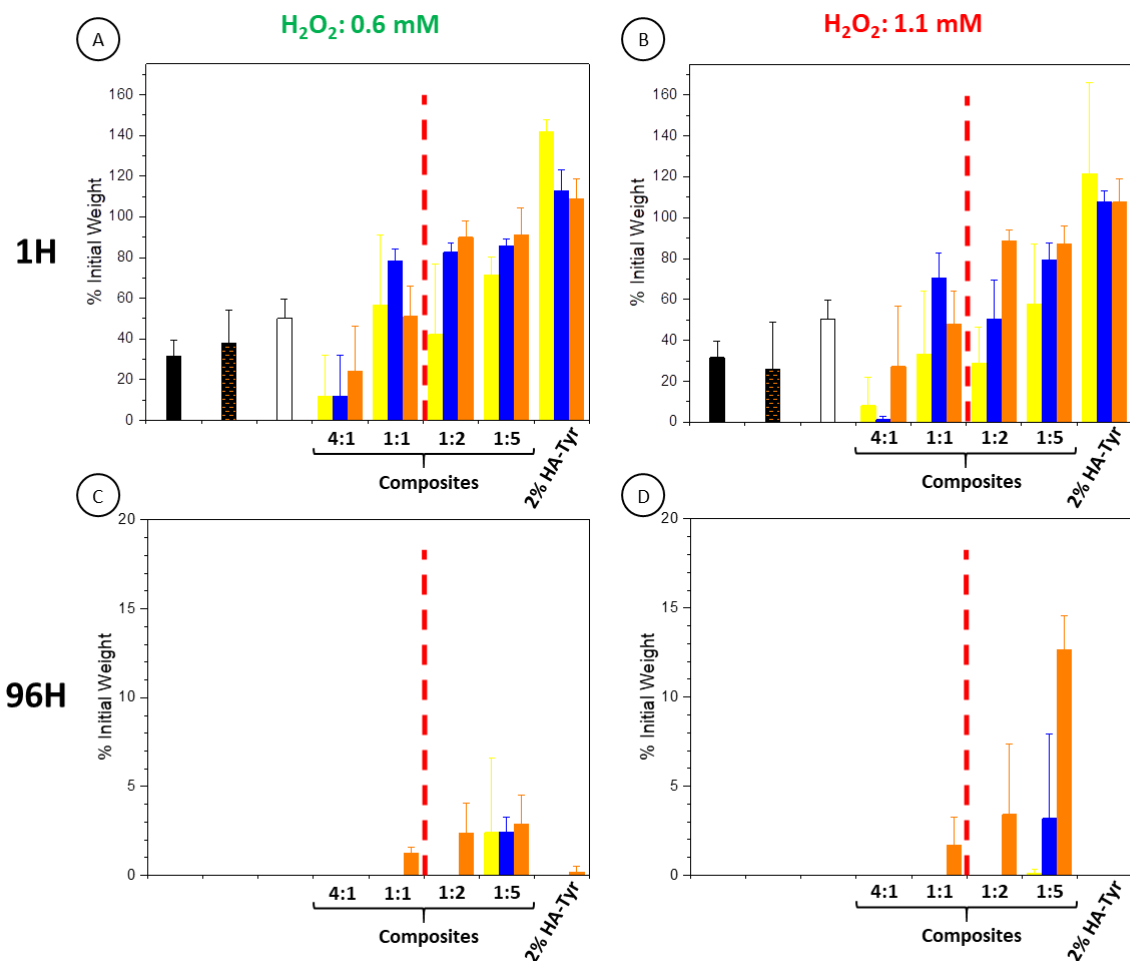 A
H₂O₂: 0.6 mM
B
H₂O₂: 1.1 mM
1H
% Initial Weight
160
140
120
100
80
60
40
20
0
4:1 1:1 1:2 1:5 2% HA-Tyr
Composites
% Initial Weight
160
140
120
100
80
60
40
20
0
4:1 1:1 1:2 1:5 2% HA-Tyr
Composites
C
D
96H
% Initial Weight
20
15
10
5
0
4:1 1:1 1:2 1:5 2% HA-Tyr
Composites
% Initial Weight
20
15
10
5
0
4:1 1:1 1:2 1:5 2% HA-Tyr
Composites